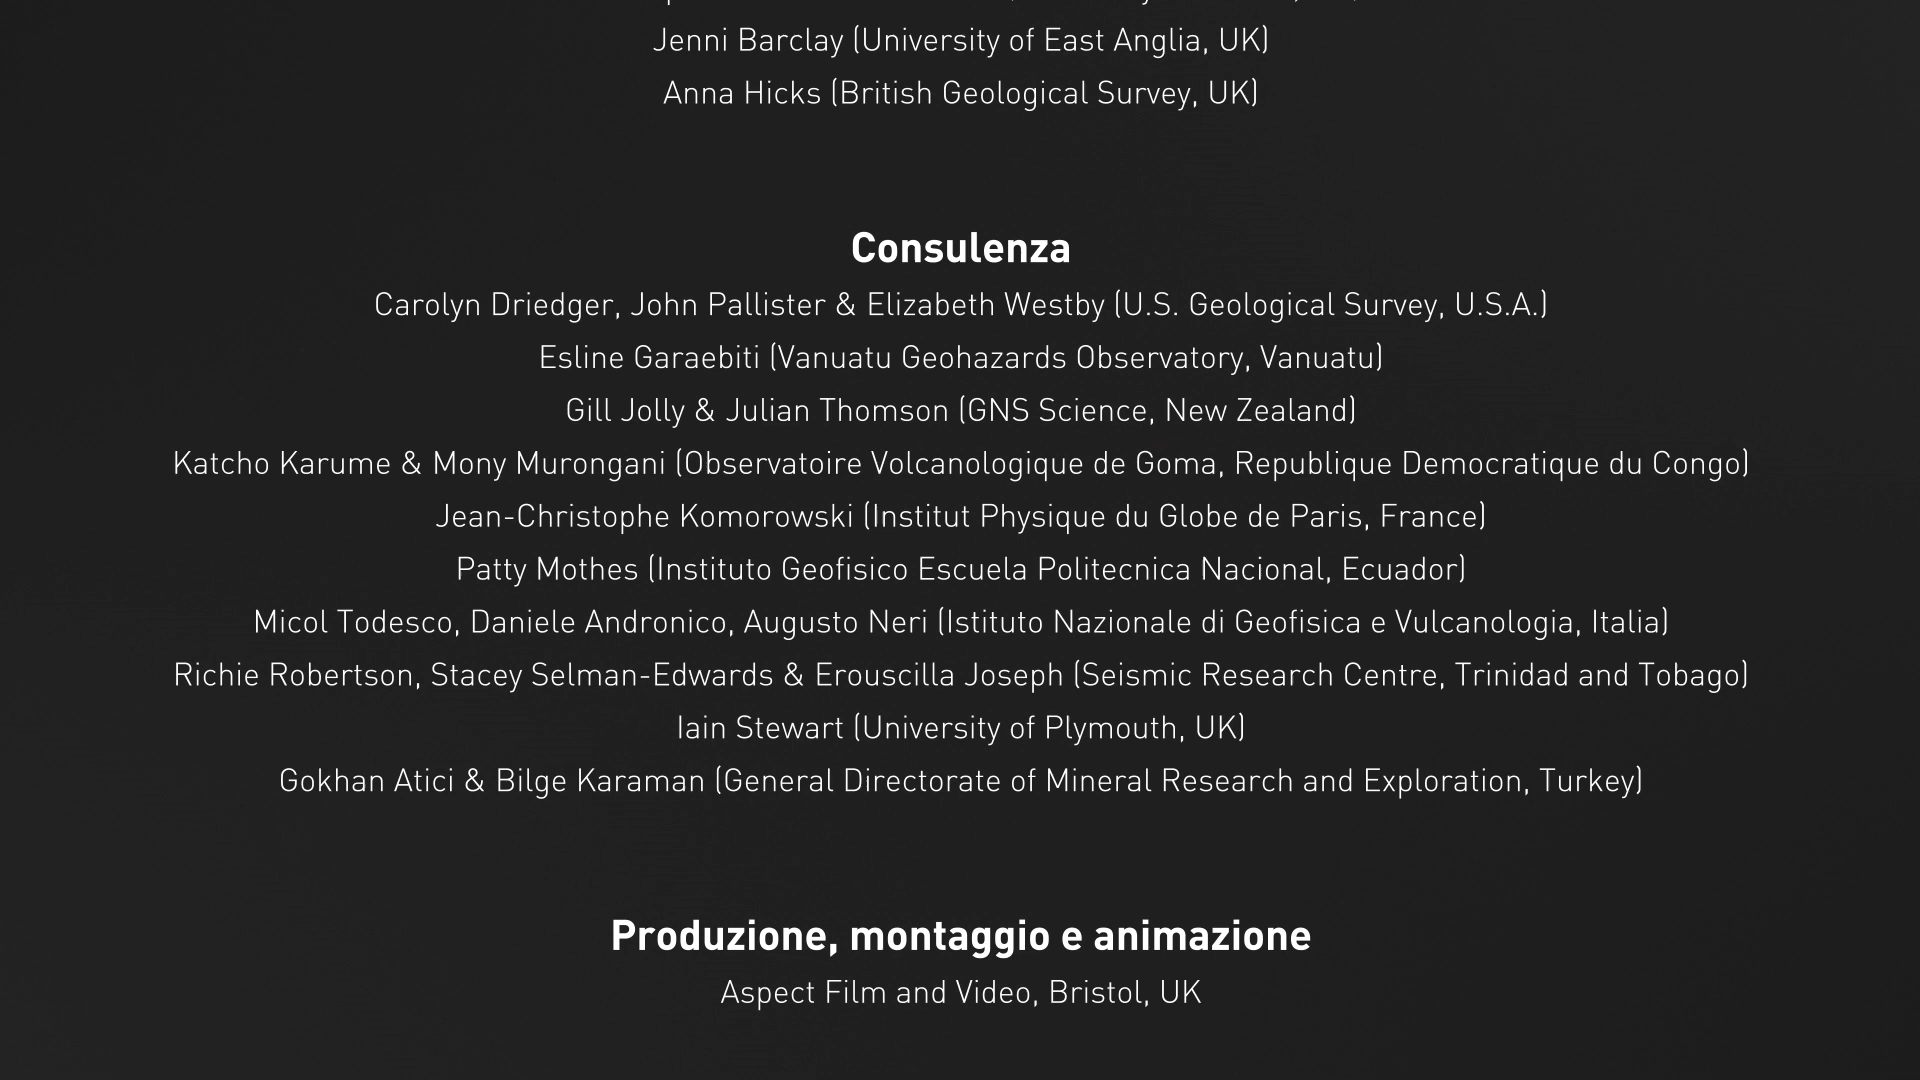 Jenni Barclay (University of East Anglia, UK)
Anna Hicks (British Geological Survey, UK)
Consulenza
Carolyn Driedger, John Pallister & Elizabeth Westby (U.S. Geological Survey, U.S.A.)
Esline Garaebiti (Vanuatu Geohazards Observatory, Vanuatu)
Gill Jolly & Julian Thomson (GNS Science, New Zealand)
Katcho Karume & Mony Murongani (Observatoire Volcanologique de Goma, Republique Democratique du Congo)
Jean-Christophe Komorowski (Institut Physique du Globe de Paris, France)
Patty Mothes (Instituto Geofisico Escuela Politecnica Nacional, Ecuador)
Micol Todesco, Daniele Andronico, Augusto Neri (Istituto Nazionale di Geofisica e Vulcanologia, Italia)
Richie Robertson, Stacey Selman-Edwards & Erouscilla Joseph (Seismic Research Centre, Trinidad and Tobago)
Iain Stewart (University of Plymouth, UK)
Gokhan Atici & Bilge Karaman (General Directorate of Mineral Research and Exploration, Turkey)
Produzione, montaggio e animazione
Aspect Film and Video, Bristol, UK